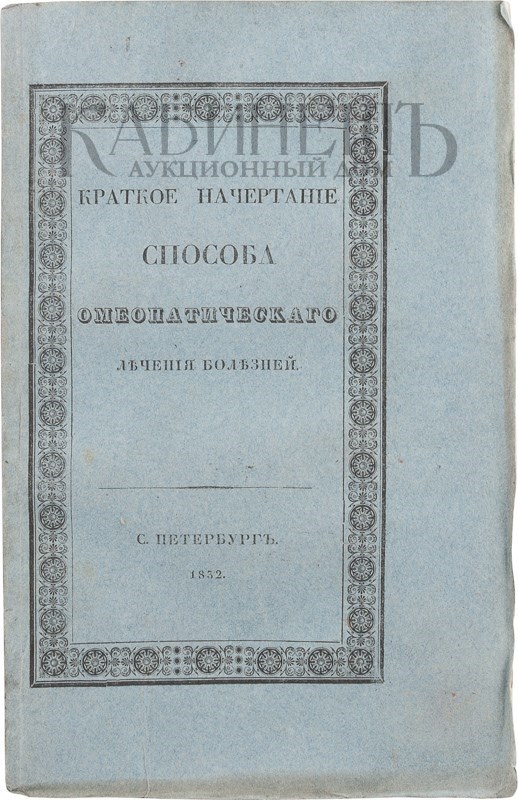 КАБИНЕТЪ
АУКЦИОННЫЙ ДОМ
КРАТКОЕ НАЧЕРТАНІЕ
СПОСОБА
ОМЕОПАТИЧЕСКАГО
ЛѢЧЕНІЯ БОЛѢЗНЕЙ.
С. ПЕТЕРБУРГЪ.
1832.